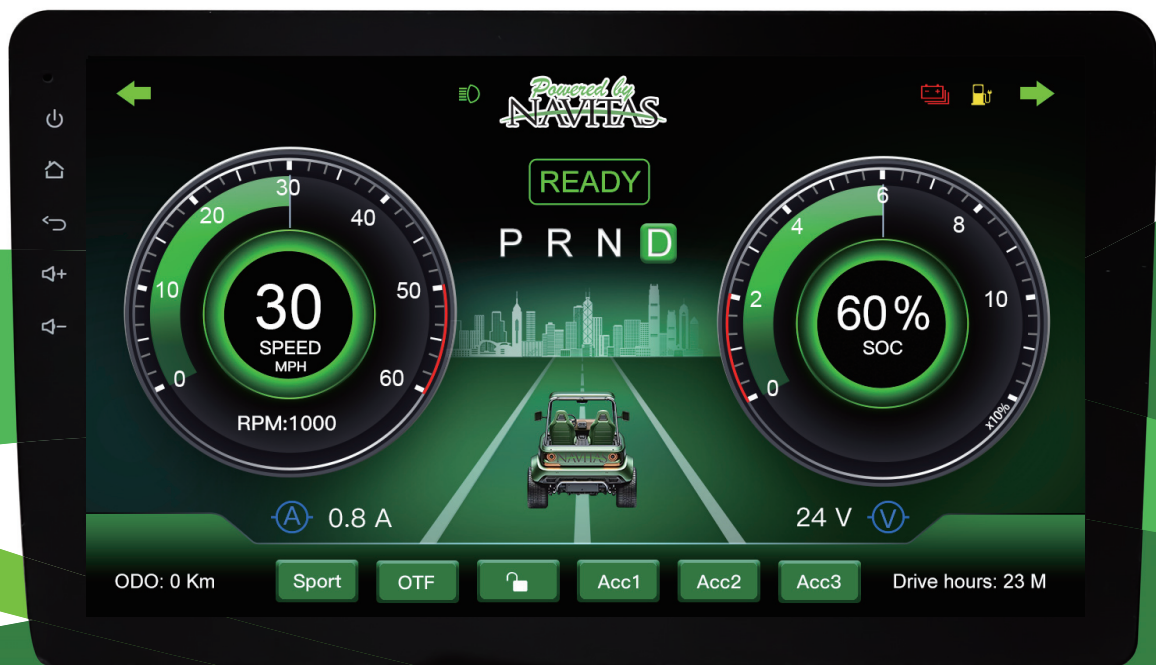 Powered by
NAVITAS
READY
P R N D
0
10
20
30
40
50
60
30
SPEED
MPH
RPM:1000
0
2
4
6
8
10
x10%
60%
SOC
NAVITAS
A 0.8 A
24 V V
ODO: 0 Km
Sport
OTF
Acc1
Acc2
Acc3
Drive hours: 23 M